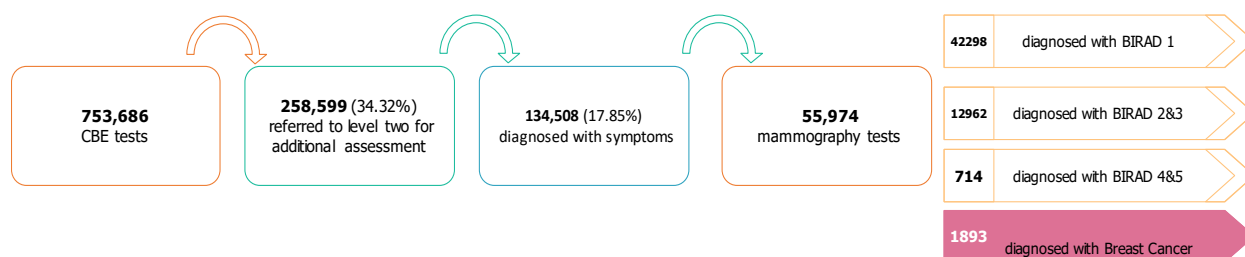 753,686
CBE tests
258,599 (34.32%)
referred to level two for
additional assessment
134,508 (17.85%)
diagnosed with symptoms
55,974
mammography tests
42298 diagnosed with BIRAD 1
12962 diagnosed with BIRAD 2&3
714 diagnosed with BIRAD 4&5
1893 diagnosed with Breast Cancer